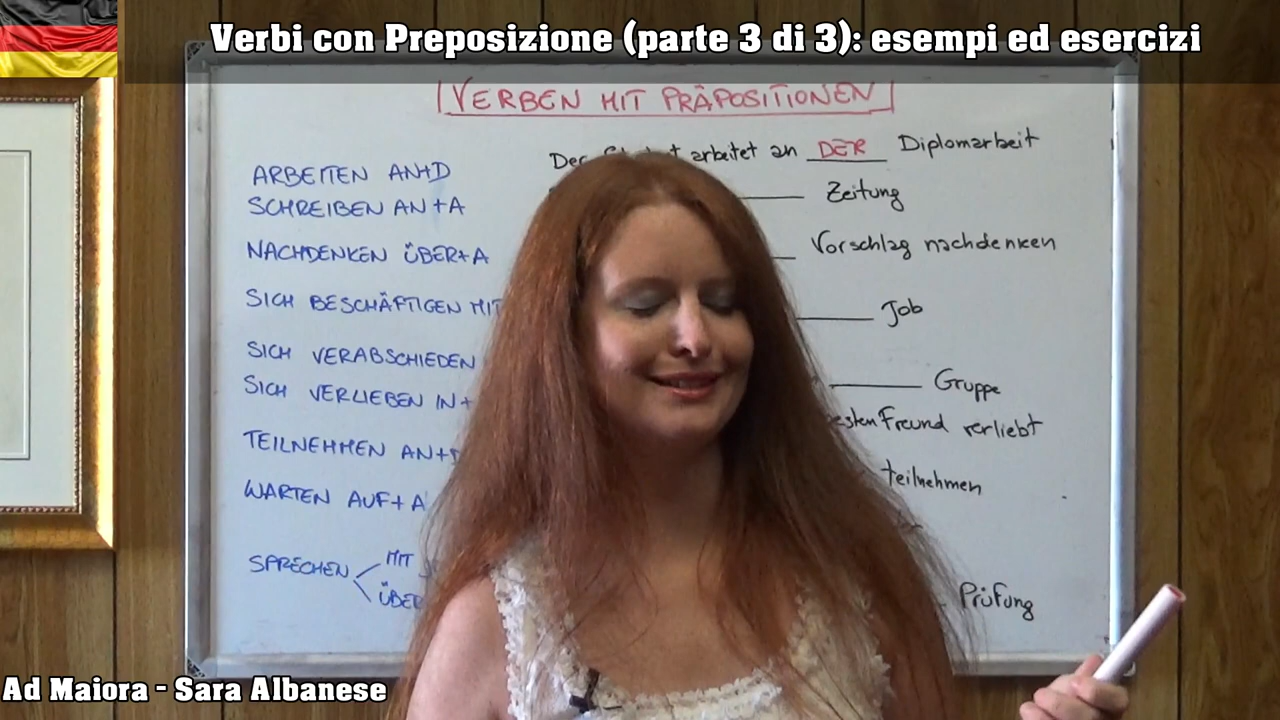 Verbi con Preposizione (parte 3 di 3): esempi ed esercizi
VERBEN MIT PRÄPOSITIONEN
ARBEITEN AN+D
SCHREIBEN AN+A
NACHDENKEN ÜBER+A
SICH BESCHÄFTIGEN MIT
SICH VERABSCHIEDEN
SICH VERLIEBEN IN+
TEILNEHMEN AN+
WARTEN AUF+A
SPRECHEN MIT
ÜBER
Der arbeitet an DER Diplomarbeit
Zeitung
Vorschlag nachdenken
Job
Gruppe
Freund verliebt
teilnehmen
Prüfung
Ad Maiora - Sara Albanese